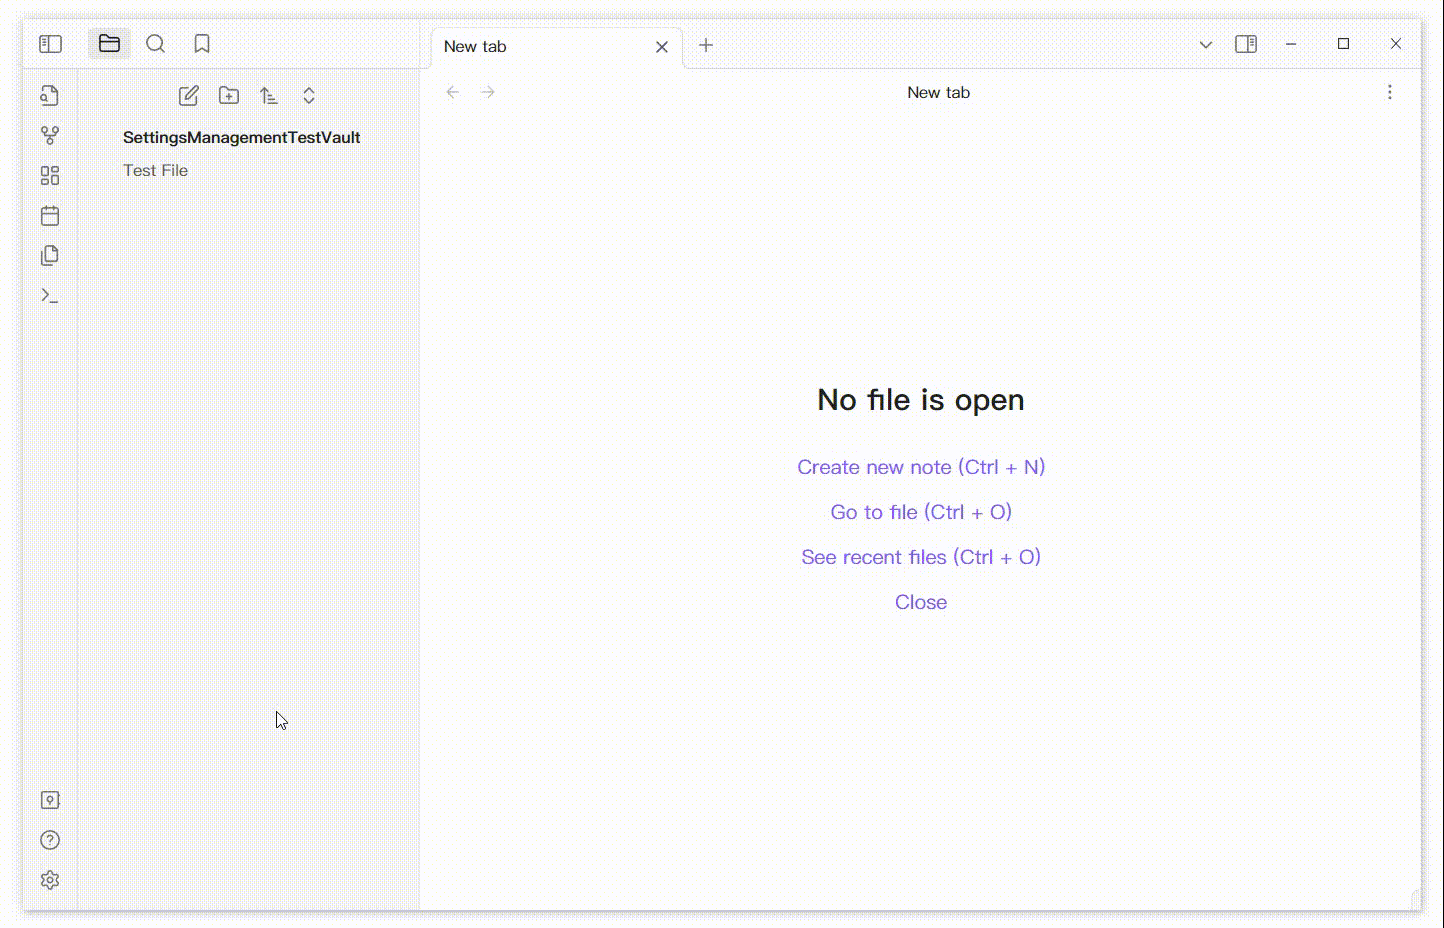 New tab
New tab
SettingsManagementTestVault
Test File
No file is open
Create new note (Ctrl + N)
Go to file (Ctrl + O)
See recent files (Ctrl + O)
Close